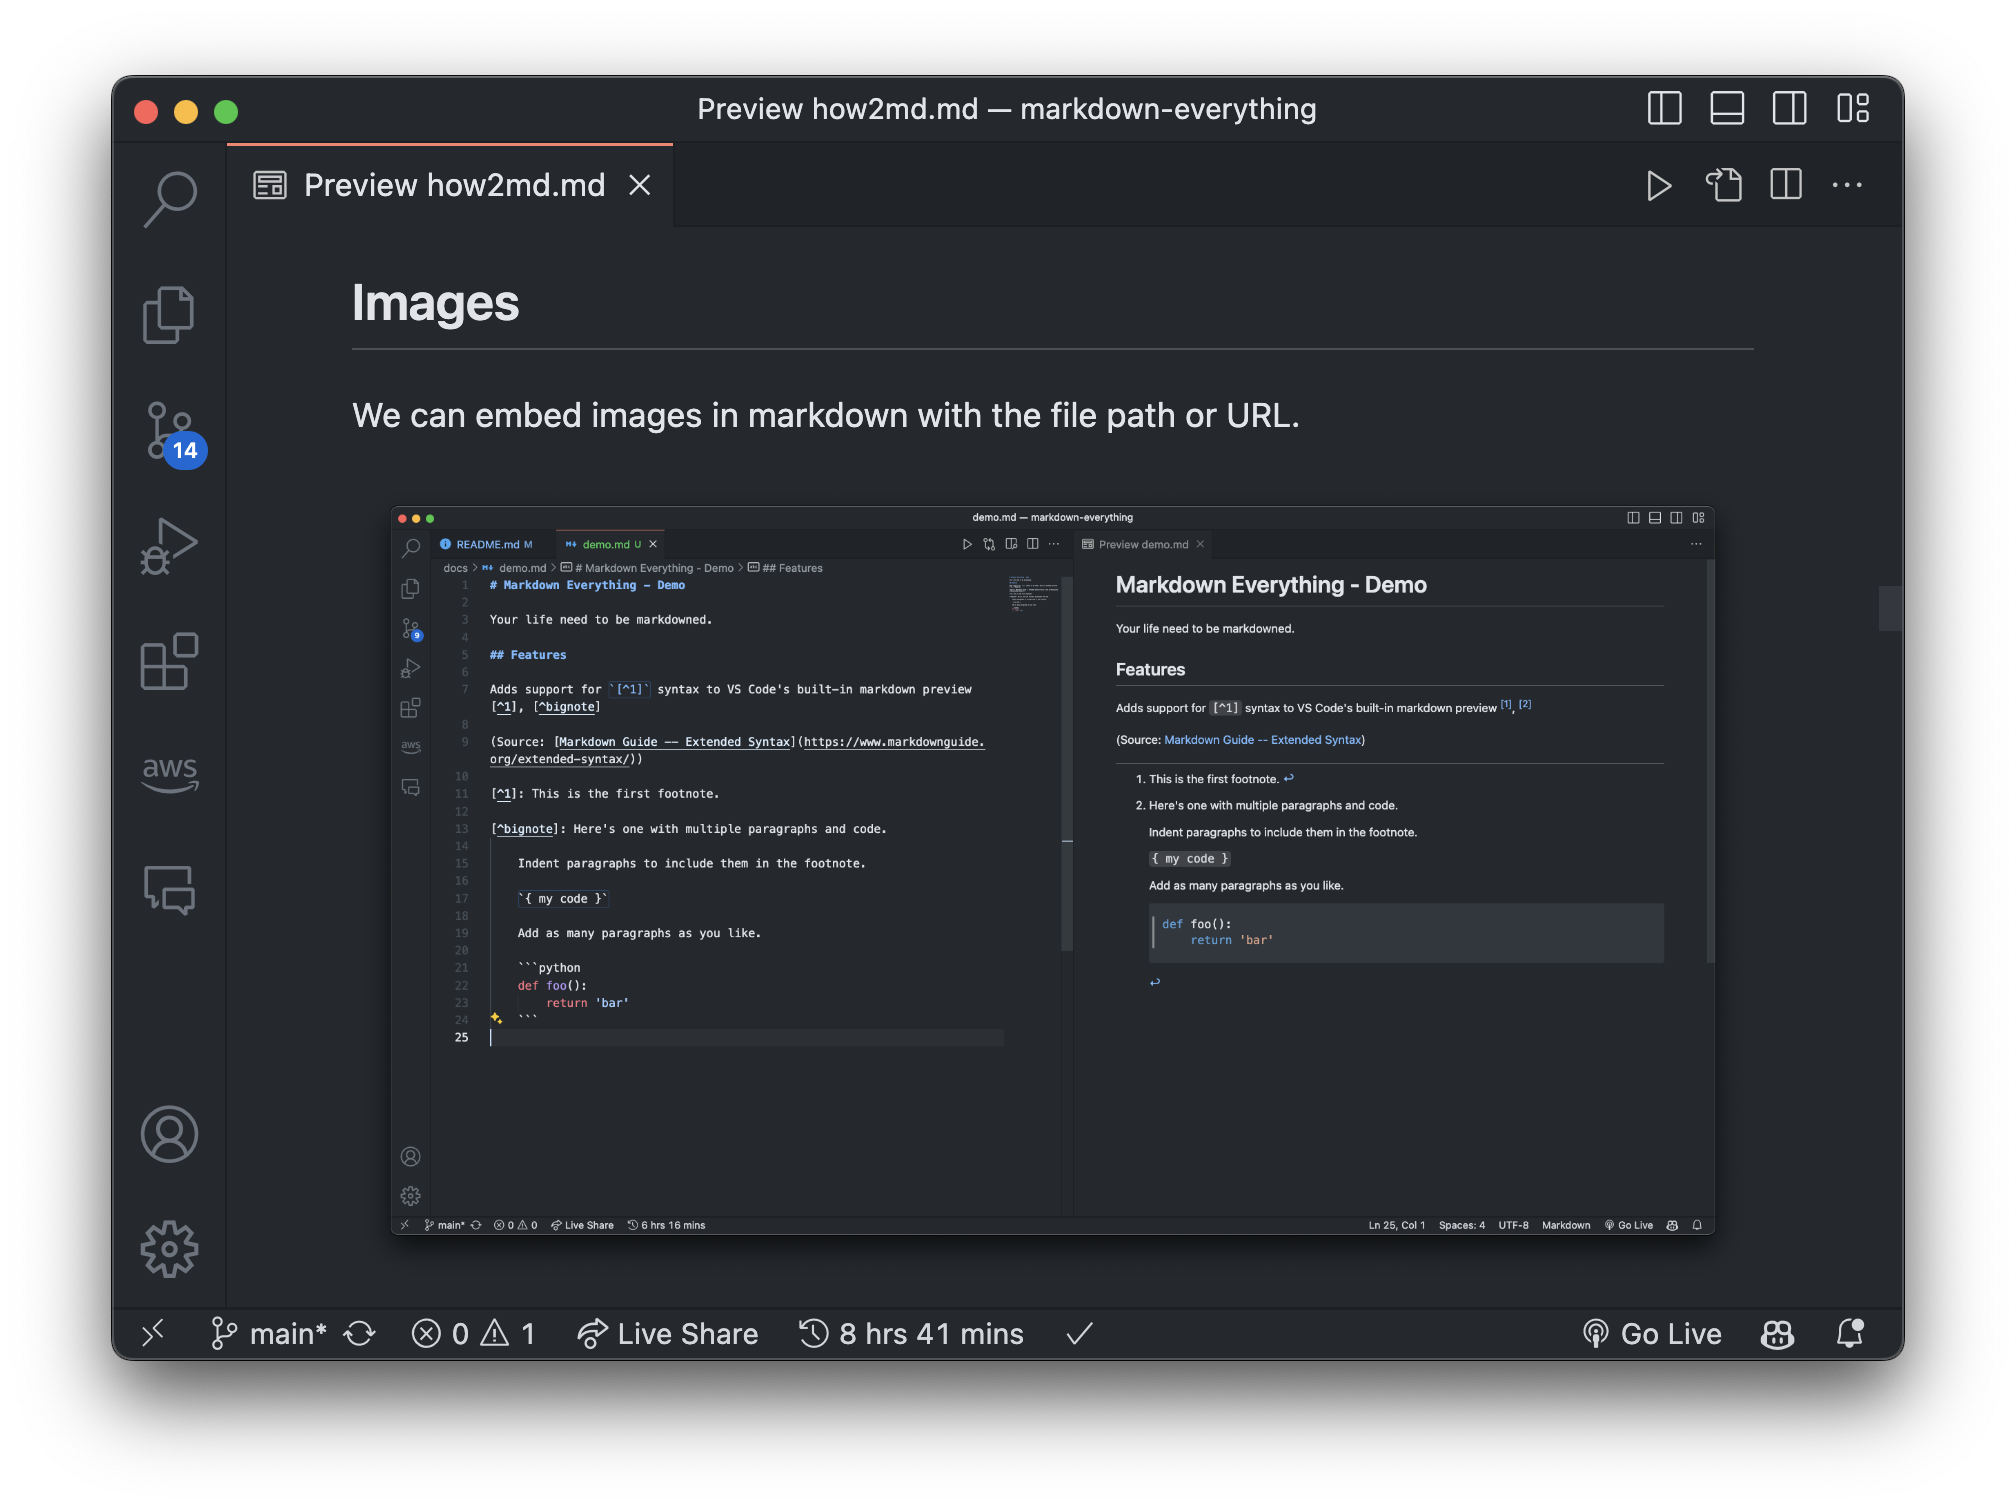 Preview how2md.md — markdown-everything
Preview how2md.md
14
aws
Images
We can embed images in markdown with the file path or URL.
demo.md — markdown-everything
README.md M
demo.md U
Preview demo.md
docs > demo.md > # Markdown Everything - Demo > ## Features
9
aws
1 # Markdown Everything - Demo
2
3 Your life need to be markdowned.
4
5 ## Features
6
7 Adds support for `[^1]` syntax to VS Code's built-in markdown preview
[^1], [^bignote]
8
9 (Source: [Markdown Guide -- Extended Syntax](https://www.markdownguide.
org/extended-syntax/))
10
11 [^1]: This is the first footnote.
12
13 [^bignote]: Here's one with multiple paragraphs and code.
14
15 Indent paragraphs to include them in the footnote.
16
17 `{ my code }`
18
19 Add as many paragraphs as you like.
20
21 ```python
22 def foo():
23 return 'bar'
24 ```
25
Markdown Everything - Demo
Your life need to be markdowned.
Features
Adds support for [^1] syntax to VS Code's built-in markdown preview [1], [2]
(Source: Markdown Guide -- Extended Syntax)
1. This is the first footnote. ↩
2. Here's one with multiple paragraphs and code.
Indent paragraphs to include them in the footnote.
{ my code }
Add as many paragraphs as you like.
def foo():
return 'bar'
↩
main* 0 0 Live Share 6 hrs 16 mins Ln 25, Col 1 Spaces: 4 UTF-8 Markdown Go Live
main* 0 1 Live Share 8 hrs 41 mins Go Live